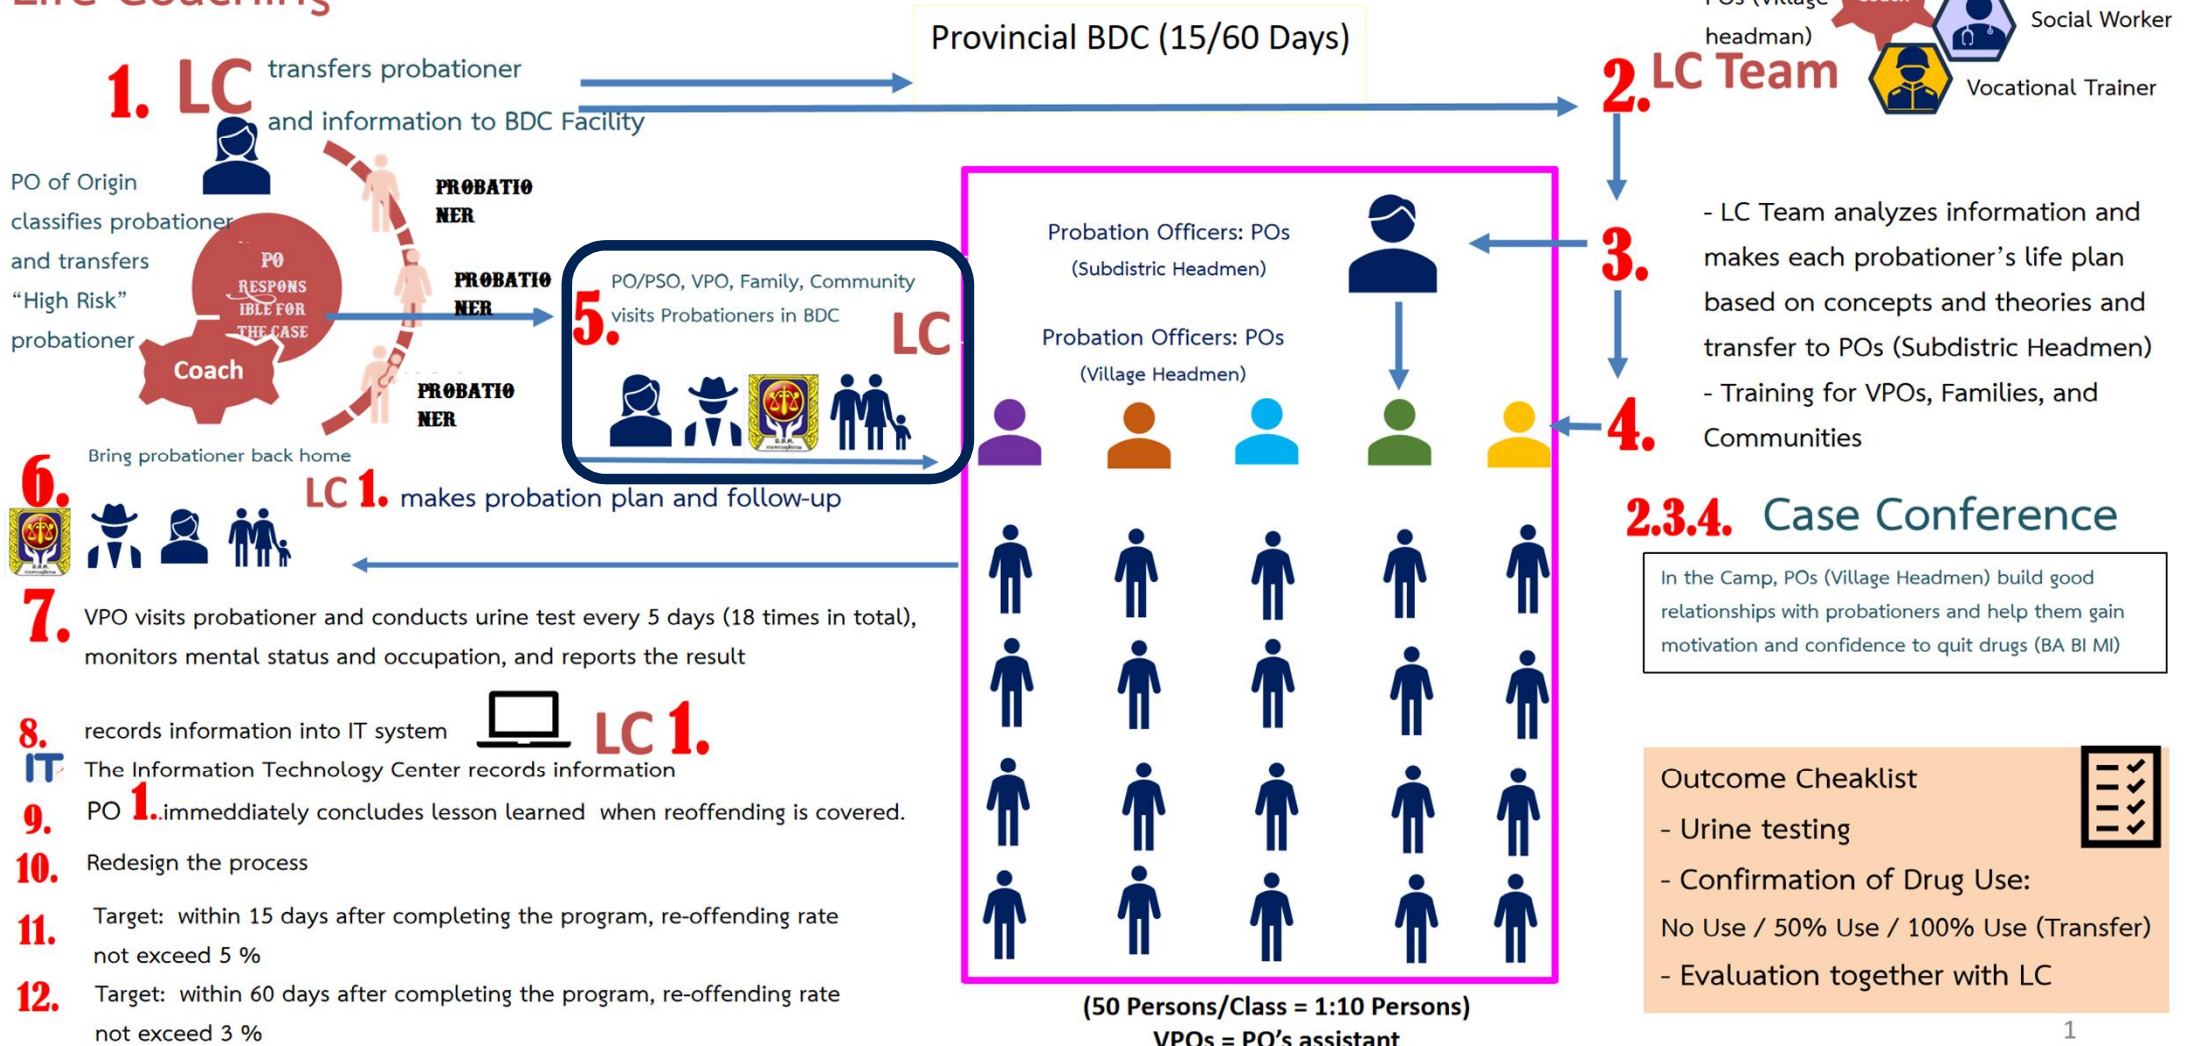 Life Coaching
Provincial BDC (15/60 Days)
POs (Village
headman)
Coach
Social Worker
Vocational Trainer
1. LC transfers probationer
and information to BDC Facility
2. LC Team
PO of Origin
classifies probationer
and transfers
“High Risk”
probationer
PO
RESPONS
IBLE FOR
THE CASE
Coach
PROBATIO
NER
PROBATIO
NER
PROBATIO
NER
5. PO/PSO, VPO, Family, Community
visits Probationers in BDC
LC
Probation Officers: POs
(Subdistric Headmen)
Probation Officers: POs
(Village Headmen)
3.
- LC Team analyzes information and
makes each probationer’s life plan
based on concepts and theories and
transfer to POs (Subdistric Headmen)
- Training for VPOs, Families, and
Communities
4.
6. Bring probationer back home
LC 1. makes probation plan and follow-up
2.3.4. Case Conference
In the Camp, POs (Village Headmen) build good
relationships with probationers and help them gain
motivation and confidence to quit drugs (BA BI MI)
7. VPO visits probationer and conducts urine test every 5 days (18 times in total),
monitors mental status and occupation, and reports the result
8. records information into IT system
LC 1.
IT The Information Technology Center records information
9. PO 1..immeddiately concludes lesson learned when reoffending is covered.
10. Redesign the process
11. Target: within 15 days after completing the program, re-offending rate
not exceed 5 %
12. Target: within 60 days after completing the program, re-offending rate
not exceed 3 %
(50 Persons/Class = 1:10 Persons)
VPOs = PO’s assistant
Outcome Cheaklist
- Urine testing
- Confirmation of Drug Use:
No Use / 50% Use / 100% Use (Transfer)
- Evaluation together with LC
1